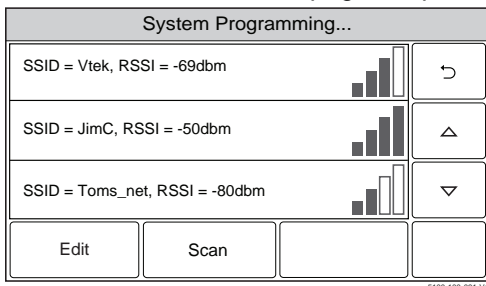 System Programming...
SSID = Vtek, RSSI = -69dbm
SSID = JimC, RSSI = -50dbm
SSID = Toms_net, RSSI = -80dbm
Edit
Scan